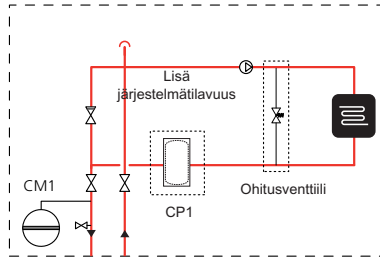 Lisä
järjestelmätilavuus
CM1
Ohitusventtiili
CP1